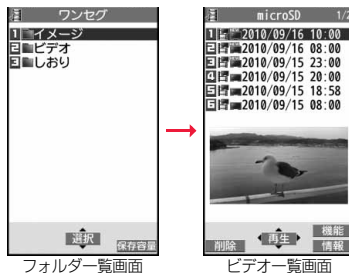 ワンセグ
1 イメージ
2 ビデオ
3 しおり
選択
保存容量
フォルダ一覧画面
microSD 1/2
1 2010/09/16 10:00
2 2010/09/16 08:00
3 2010/09/15 23:00
4 2010/09/15 20:00
5 2010/09/15 18:58
6 2010/09/15 08:00
機能
削除 再生 情報
ビデオ一覧画面